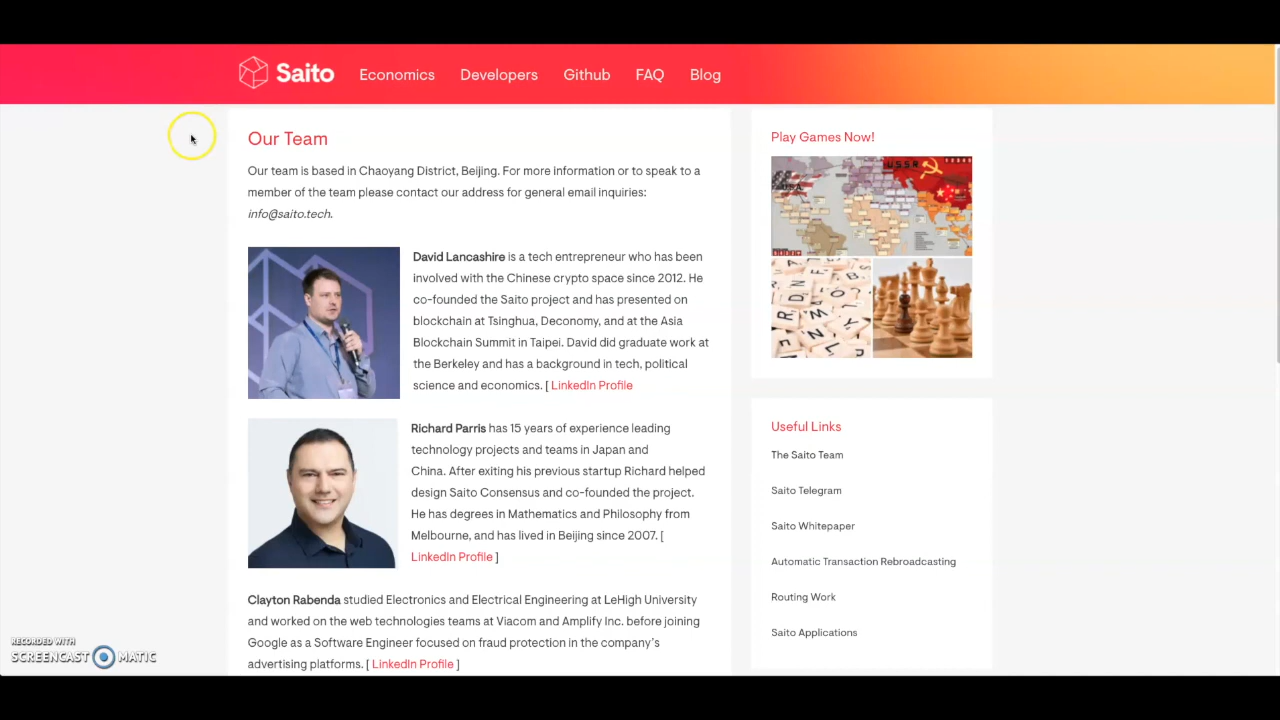 Saito Economics Developers Github FAQ Blog
Our Team
Our team is based in Chaoyang District, Beijing. For more information or to speak to a
member of the team please contact our address for general email inquiries:
info@saito.tech.
David Lancashire is a tech entrepreneur who has been
involved with the Chinese crypto space since 2012. He
co-founded the Saito project and has presented on
blockchain at Tsinghua, Deconomy, and at the Asia
Blockchain Summit in Taipei. David did graduate work at
the Berkeley and has a background in tech, political
science and economics. [ LinkedIn Profile
Richard Parris has 15 years of experience leading
technology projects and teams in Japan and
China. After exiting his previous startup Richard helped
design Saito Consensus and co-founded the project.
He has degrees in Mathematics and Philosophy from
Melbourne, and has lived in Beijing since 2007. [
LinkedIn Profile ]
Clayton Rabenda studied Electronics and Electrical Engineering at LeHigh University
and worked on the web technologies teams at Viacom and Amplify Inc. before joining
Google as a Software Engineer focused on fraud protection in the company's
advertising platforms. [ LinkedIn Profile ]
Play Games Now!
USSR
USA
Useful Links
The Saito Team
Saito Telegram
Saito Whitepaper
Automatic Transaction Rebroadcasting
Routing Work
Saito Applications
RECORDED WITH
SCREENCAST MATIC